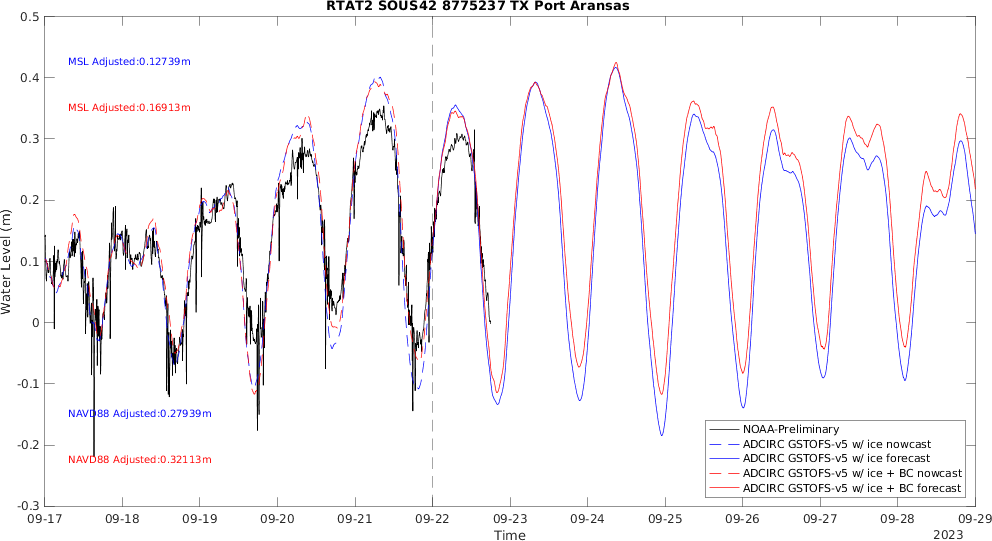 RTAT2 SOUS42 8775237 TX Port Aransas
0.5
0.4
0.3
0.2
0.1
0
-0.1
-0.2
-0.3
Water Level (m)
MSL Adjusted:0.12739m
MSL Adjusted:0.16913m
NAVD88 Adjusted:0.27939m
NAVD88 Adjusted:0.32113m
NOAA-Preliminary
ADCIRC GSTOFS-v5 w/ ice nowcast
ADCIRC GSTOFS-v5 w/ ice forecast
ADCIRC GSTOFS-v5 w/ ice + BC nowcast
ADCIRC GSTOFS-v5 w/ ice + BC forecast
09-17 09-18 09-19 09-20 09-21 09-22 09-23 09-24 09-25 09-26 09-27 09-28 09-29
Time
2023